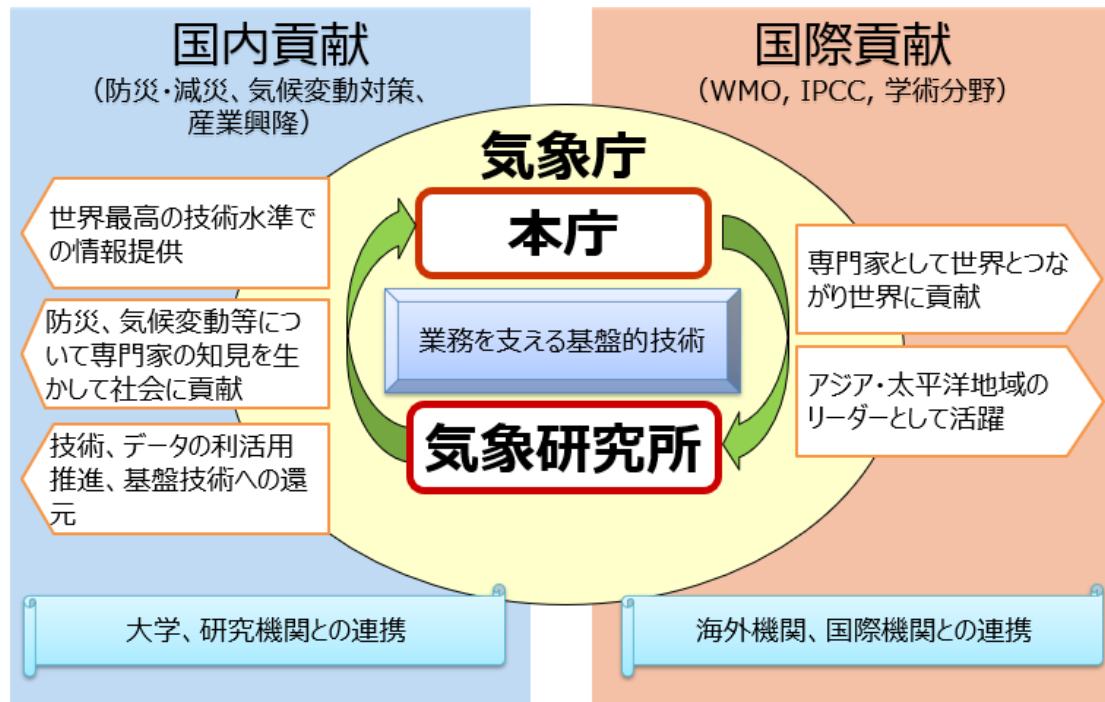 国内貢献
（防災・減災、気候変動対策、
産業興隆）
国際貢献
（WMO, IPCC, 学術分野）
気象庁
本庁
業務を支える基盤的技術
気象研究所
世界最高の技術水準で
の情報提供
防災、気候変動等につ
いて専門家の知見を生
かして社会に貢献
技術、データの利活用
推進、基盤技術への還
元
専門家として世界とつな
がり世界に貢献
アジア・太平洋地域の
リーダーとして活躍
大学、研究機関との連携
海外機関、国際機関との連携